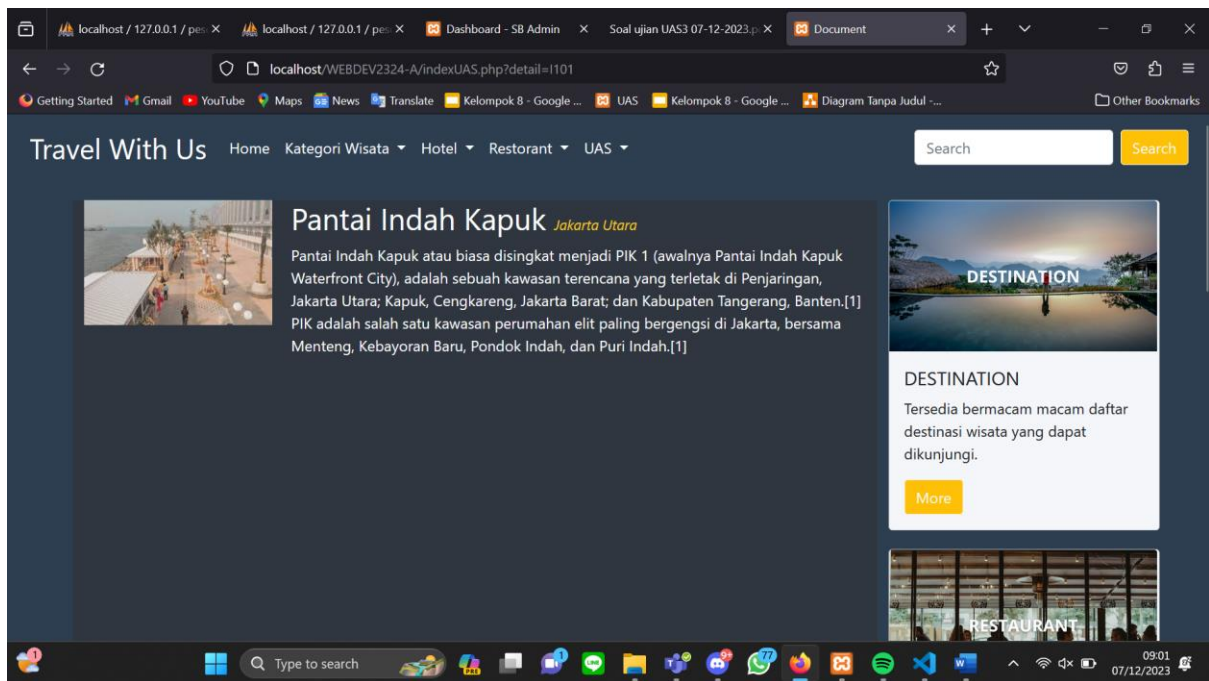 localhost / 127.0.0.1 / pes
localhost / 127.0.0.1 / pes
Dashboard - SB Admin
Soal ujian UAS3 07-12-2023.p
Document
localhost/WEBDEV2324-A/indexUAS.php?detail=I101
Getting Started
Gmail
YouTube
Maps
News
Translate
Kelompok 8 - Google ...
UAS
Kelompok 8 - Google ...
Diagram Tanpa Judul -...
Other Bookmarks
Travel With Us
Home
Kategori Wisata
Hotel
Restorant
UAS
Search
Search
Pantai Indah Kapuk Jakarta Utara
Pantai Indah Kapuk atau biasa disingkat menjadi PIK 1 (awalnya Pantai Indah Kapuk
Waterfront City), adalah sebuah kawasan terencana yang terletak di Penjaringan,
Jakarta Utara; Kapuk, Cengkareng, Jakarta Barat; dan Kabupaten Tangerang, Banten.[1]
PIK adalah salah satu kawasan perumahan elit paling bergengsi di Jakarta, bersama
Menteng, Kebayoran Baru, Pondok Indah, dan Puri Indah.[1]
DESTINATION
DESTINATION
Tersedia bermacam macam daftar
destinasi wisata yang dapat
dikunjungi.
More
RESTAURANT
Type to search
09:01
07/12/2023